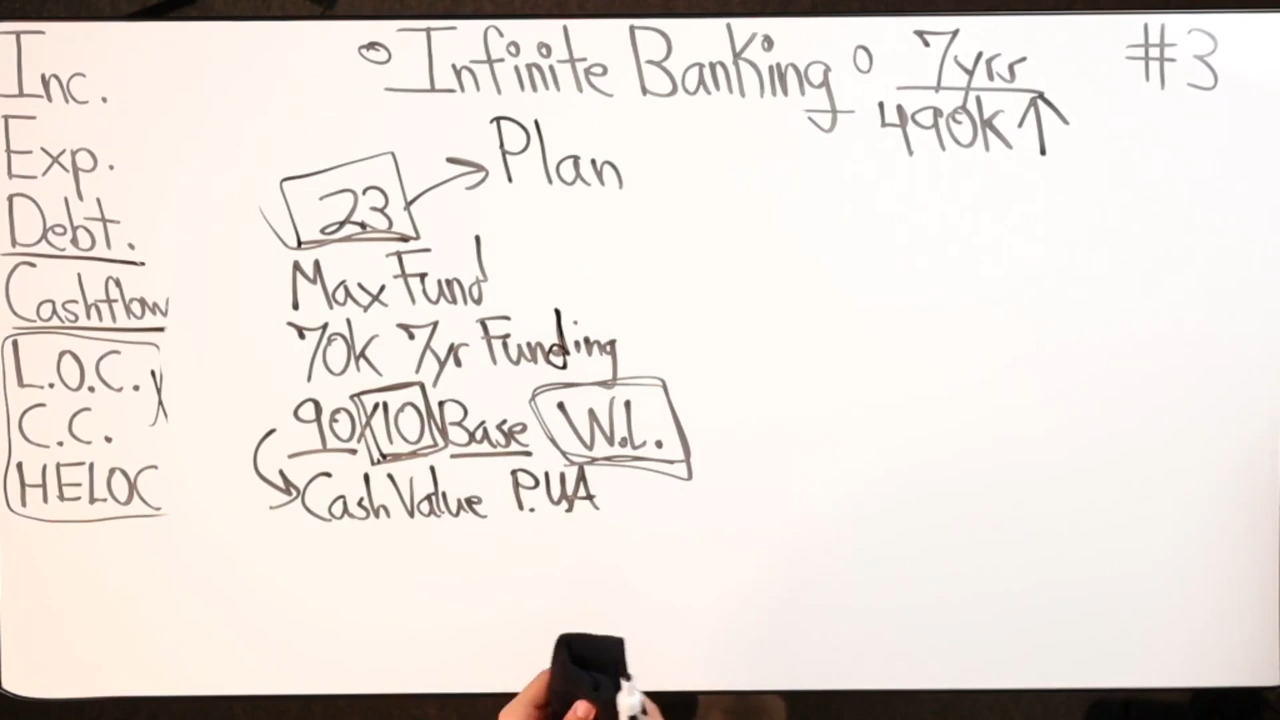 Infinite Banking
7yrs
490k↑
#3
Inc.
Exp.
Debt.
Cashflow
L.O.C.
C.C.
HELOC
23 → Plan
Max Fund
70k 7yr Funding
90/10 Base W.L.
Cash Value P.UA